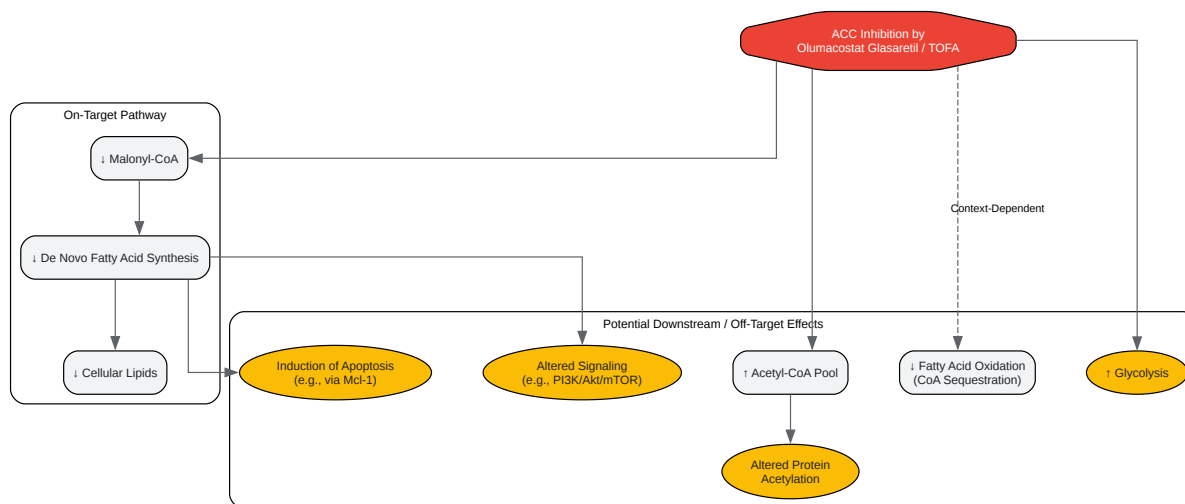 ACC Inhibition by
Olumacostat Glasaretil / TOFA
On-Target Pathway
↓ Malonyl-CoA
Context-Dependent
↓ De Novo Fatty Acid Synthesis
Potential Downstream / Off-Target Effects
↓ Cellular Lipids
Induction of Apoptosis
(e.g., via Mcl-1)
Altered Signaling
(e.g., PI3K/Akt/mTOR)
↑ Acetyl-CoA Pool
↓ Fatty Acid Oxidation
(CoA Sequestration)
↑ Glycolysis
Altered Protein
Acetylation